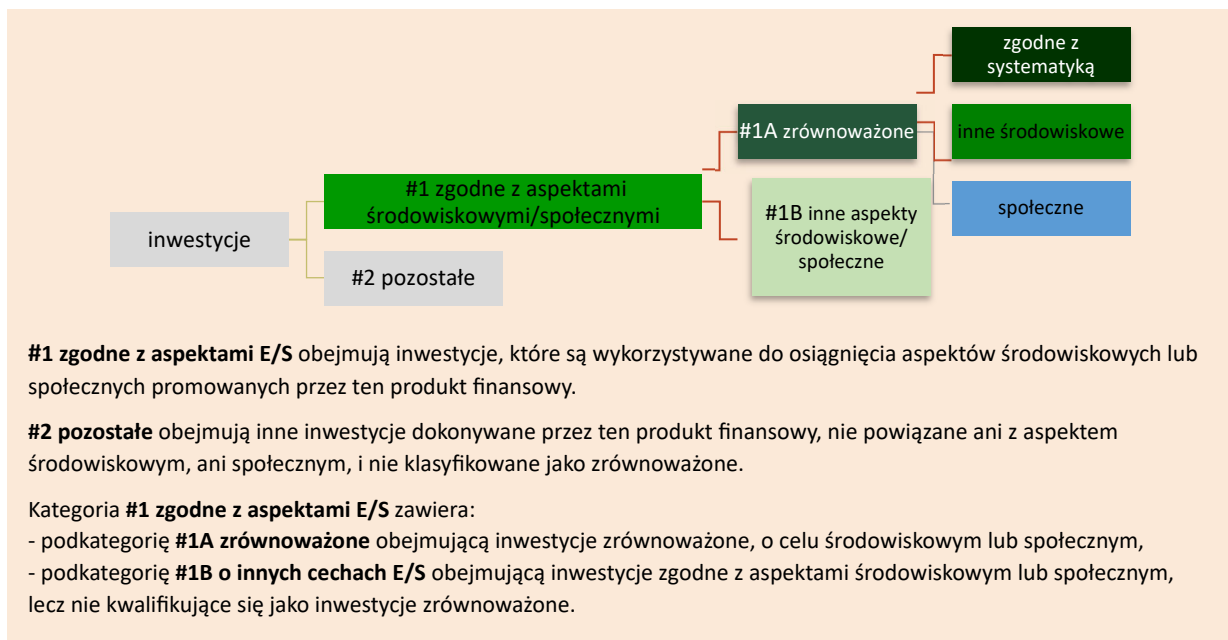 zgodne z
systematyką
#1A zrównoważone
inne środowiskowe
#1 zgodne z aspektami
środowiskowymi/społecznymi
#1B inne aspekty
środowiskowe/
społeczne
społeczne
inwestycje
#2 pozostałe
#1 zgodne z aspektami E/S obejmują inwestycje, które są wykorzystywane do osiągnięcia aspektów środowiskowych lub
społecznych promowanych przez ten produkt finansowy.
#2 pozostałe obejmują inne inwestycje dokonywane przez ten produkt finansowy, nie powiązane ani z aspektem
środowiskowym, ani społecznym, i nie klasyfikowane jako zrównoważone.
Kategoria #1 zgodne z aspektami E/S zawiera:
- podkategorię #1A zrównoważone obejmującą inwestycje zrównoważone, o celu środowiskowym lub społecznym,
- podkategorię #1B o innych cechach E/S obejmującą inwestycje zgodne z aspektami środowiskowym lub społecznym,
lecz nie kwalifikujące się jako inwestycje zrównoważone.